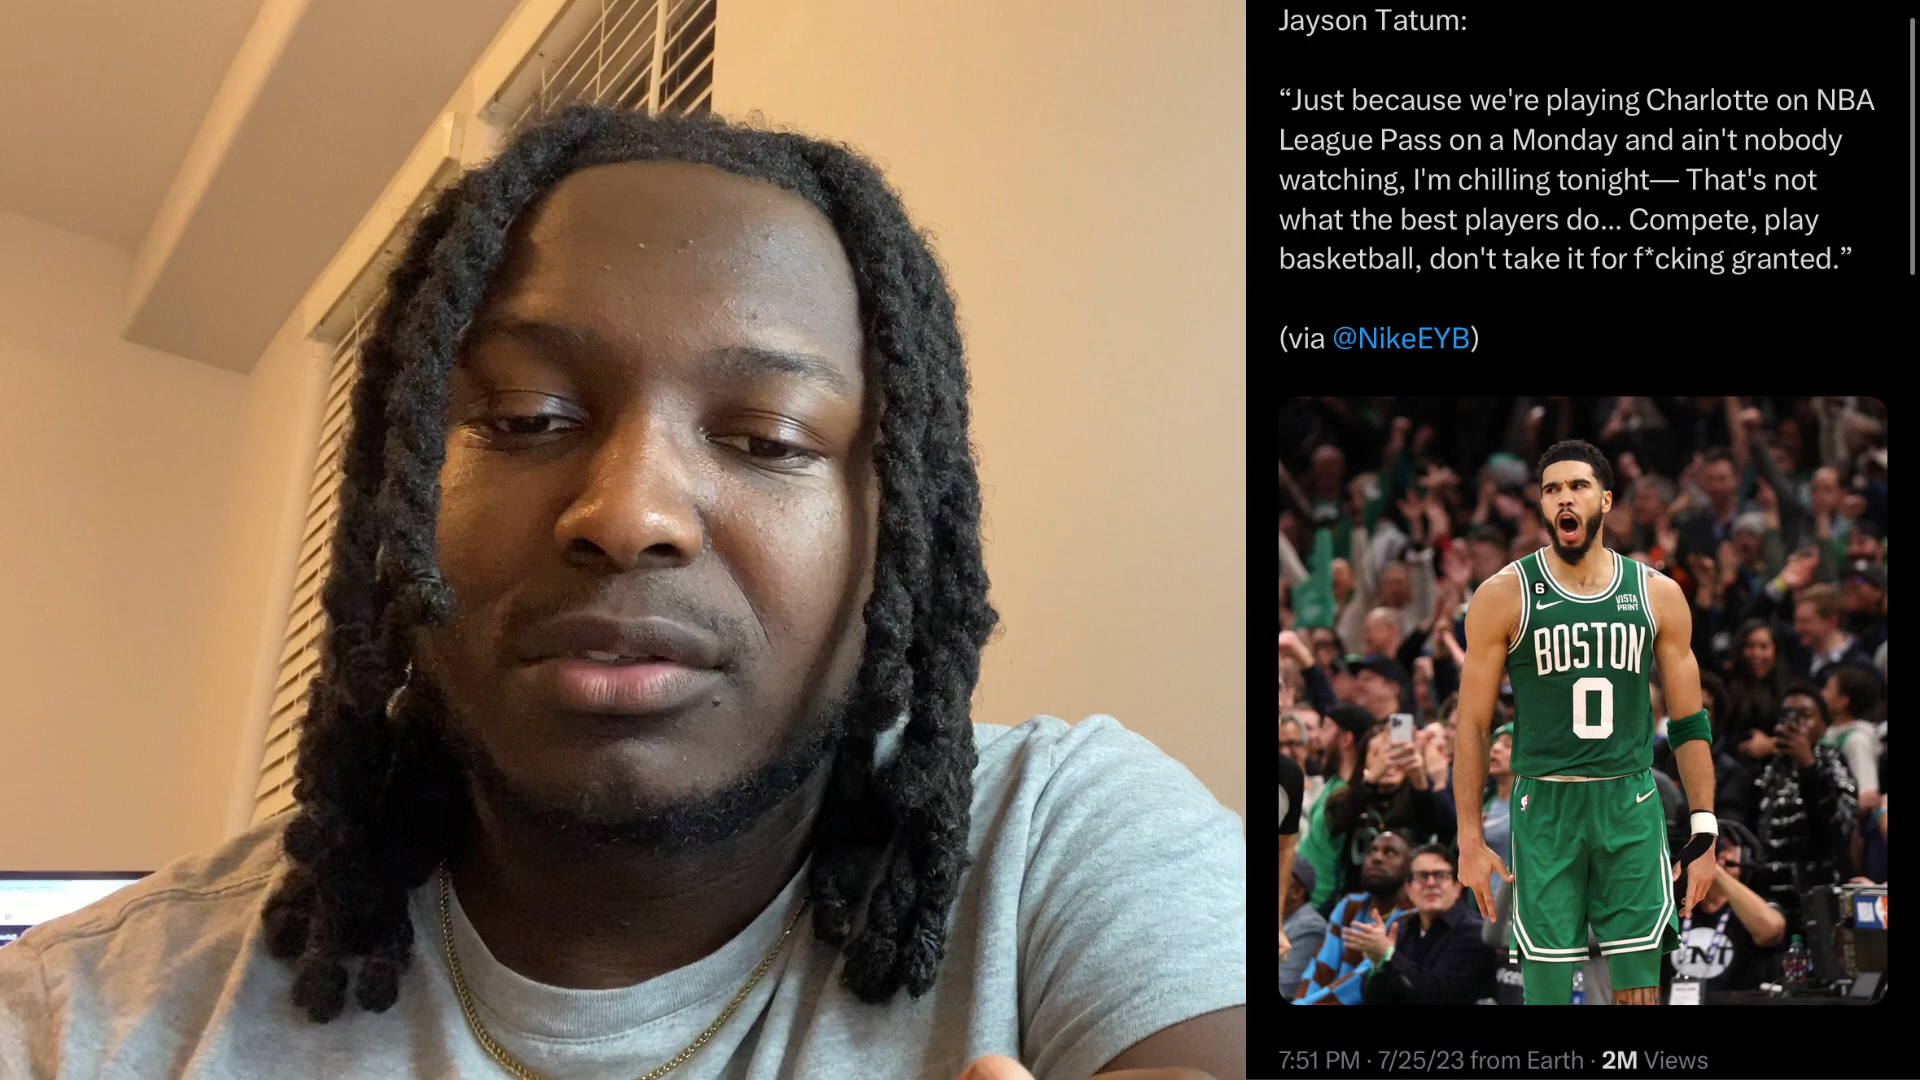 Jayson Tatum:
“Just because we're playing Charlotte on NBA
League Pass on a Monday and ain't nobody
watching, I'm chilling tonight— That's not
what the best players do... Compete, play
basketball, don't take it for f*cking granted.”
(via @NikeEYB)
6
VISTA
PRINT
BOSTON
0
NBA
7:51 PM · 7/25/23 from Earth · 2M Views